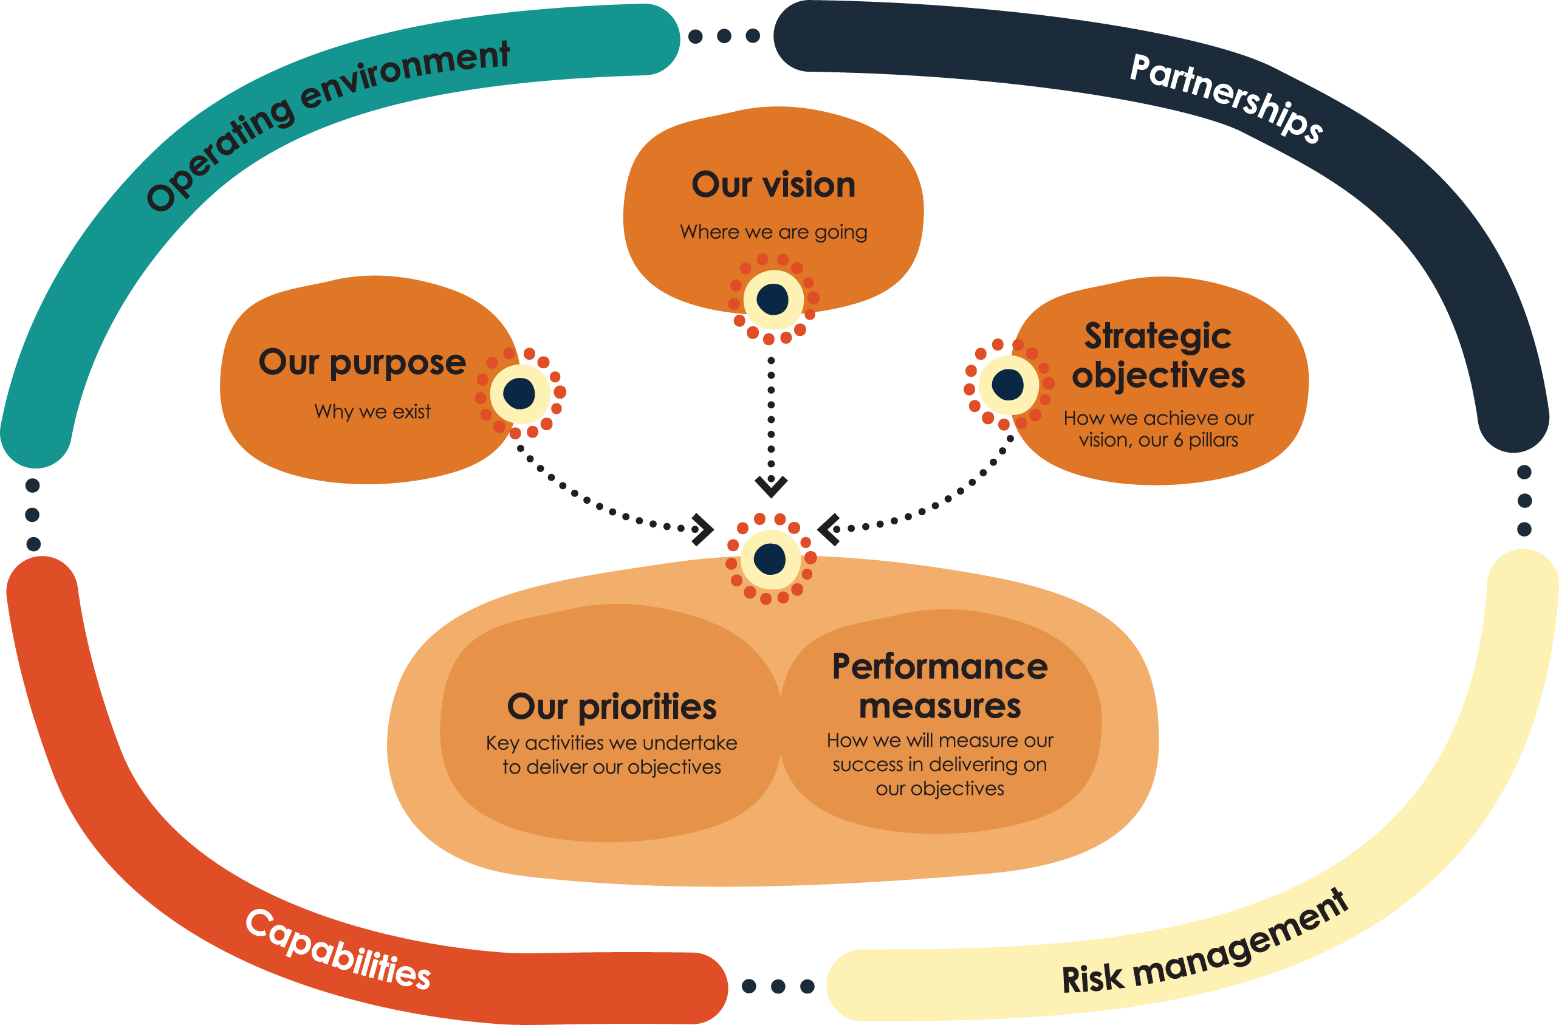 Operating environment
Partnerships
Our vision
Where we are going
Our purpose
Why we exist
Strategic
objectives
How we achieve our
vision, our 6 pillars
Our priorities
Key activities we undertake
to deliver our objectives
Performance
measures
How we will measure our
success in delivering on
our objectives
Capabilities
Risk management